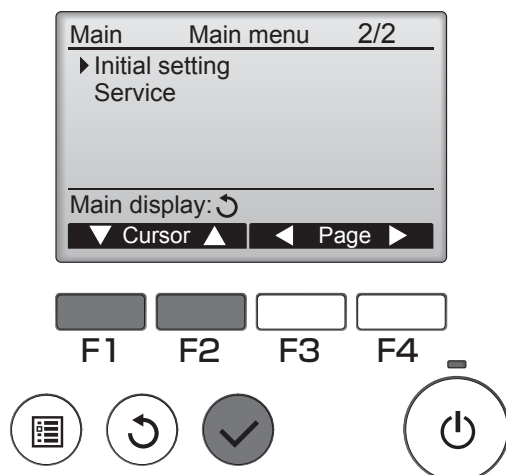 Main Main menu 2/2
Initial setting
Service
Main display:
Cursor Page
F1 F2 F3 F4